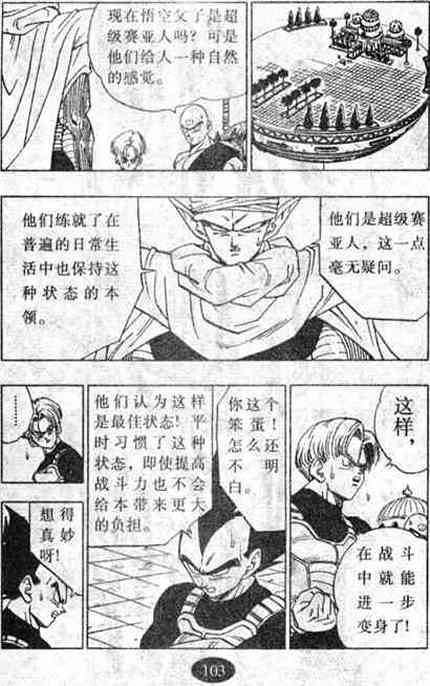 现在悟空父了是超
级赛亚人吗？可是
他们给人一种自然
的感觉。
他们是超级赛
亚人，这一点
毫无疑问。
他们练就了在
普遍的日常生
活中也保持这
种状态的本
领。
这样，
在战斗
中就能
进一步
变身了！
你这个
笨蛋！
怎么还
不明
白。
他们认为这样
是最佳状态！平
时习惯了这种
状态，即使提高
战斗力也不会
给本带来更大
的负担。
………
想得
真妙
呀！
103